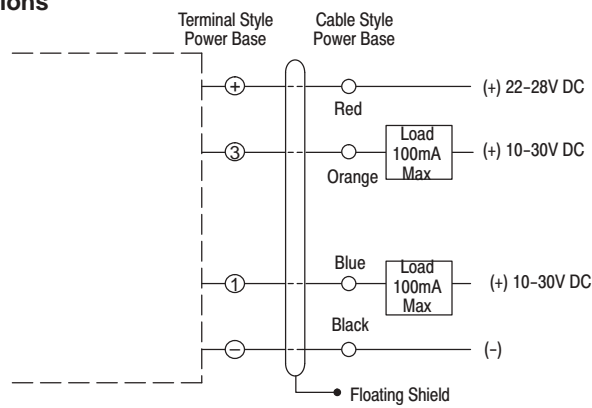 ions
Terminal Style
Power Base
Cable Style
Power Base
+
Red
(+) 22-28V DC
3
Orange
Load
100mA
Max
(+) 10-30V DC
1
Blue
Load
100mA
Max
(+) 10-30V DC
−
Black
(−)
Floating Shield